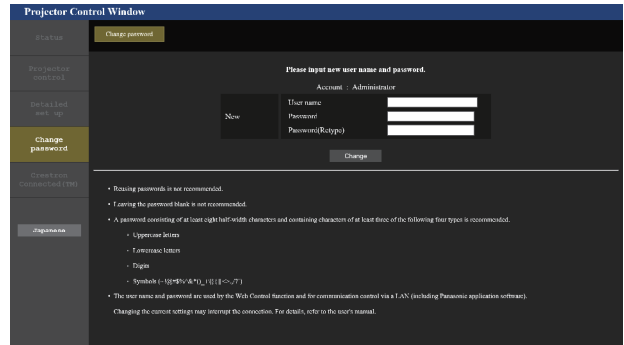 Projector Control Window
Status
Change password
Projector
control
Detailed
set up
Change
password
Crestron
Connected(TM)
Japanese
Please input new user name and password.
Account : Administrator
New
User name
Password
Password(Retype)
Change
• Reusing passwords is not recommended.
• Leaving the password blank is not recommended.
• A password consisting of at least eight half-width characters and containing characters of at least three of the following four types is recommended.
- Uppercase letters
- Lowercase letters
- Digits
- Symbols
• The user name and password are used by the Web Control function and for communication control via a LAN (including Panasonic application software).
Changing the current settings may interrupt the connection. For details, refer to the user's manual.